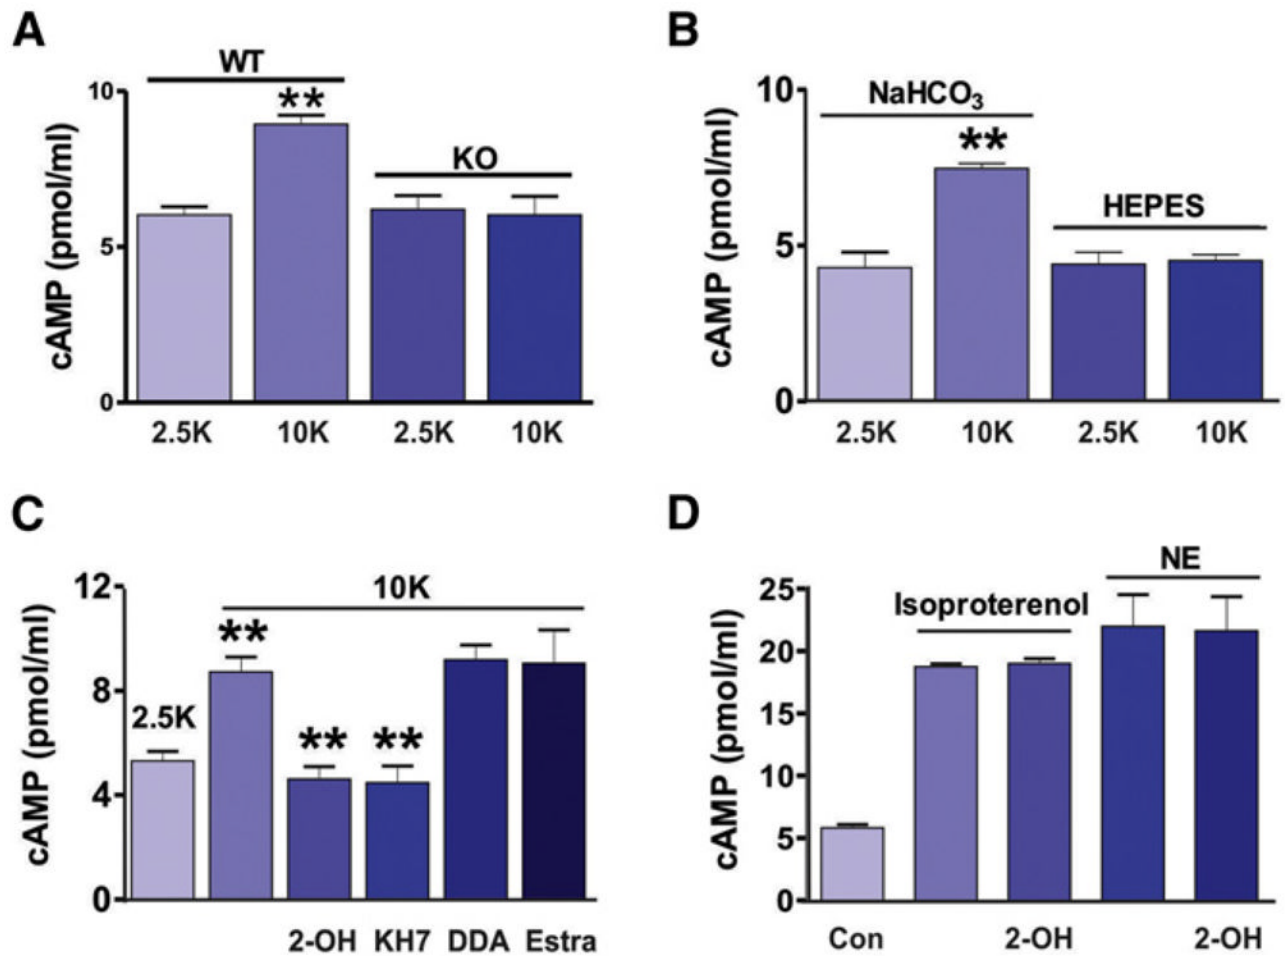 A
WT
**
KO
10
5
0
cAMP (pmol/ml)
2.5K 10K 2.5K 10K
B
NaHCO₃
**
HEPES
10
5
0
cAMP (pmol/ml)
2.5K 10K 2.5K 10K
C
10K
**
2.5K
** **
12
8
4
0
cAMP (pmol/ml)
2-OH KH7 DDA Estra
D
NE
Isoproterenol
25
20
15
10
5
0
cAMP (pmol/ml)
Con 2-OH 2-OH